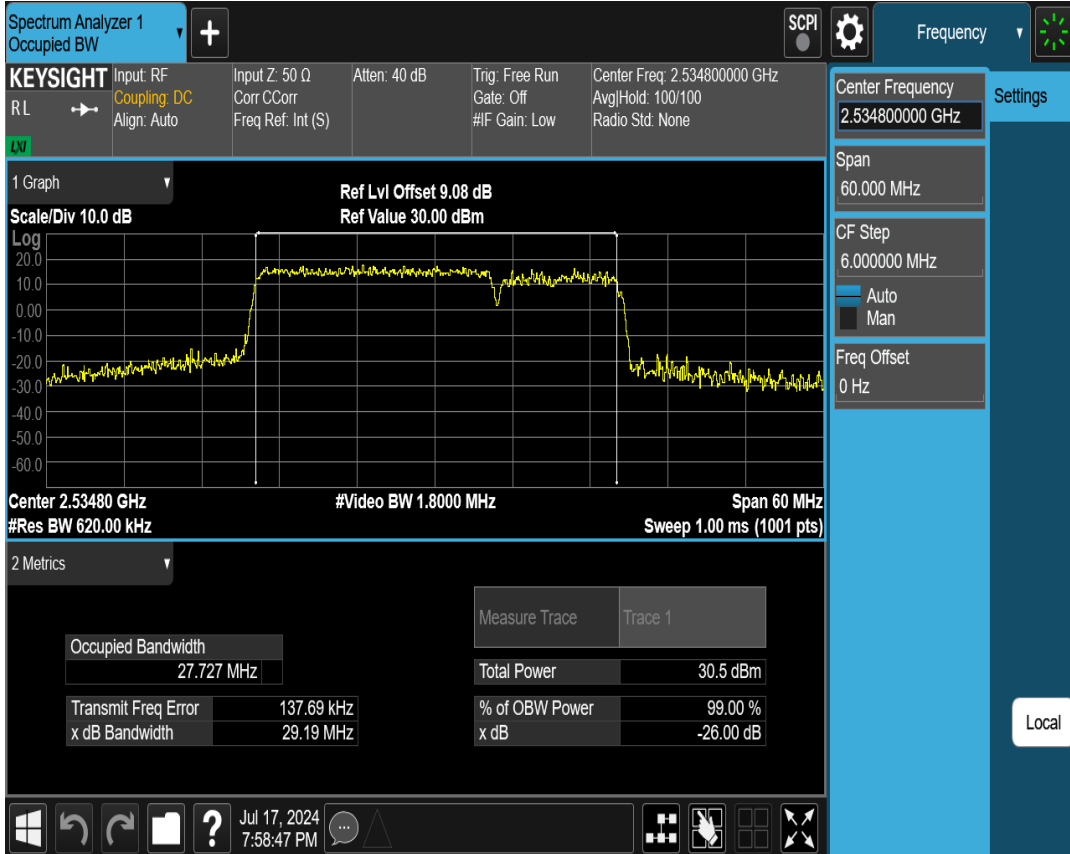 Spectrum Analyzer 1
Occupied BW
+
SCPI
Frequency
KEYSIGHT
RL
LXI
Input: RF
Coupling: DC
Align: Auto
Input Z: 50 Ω
Corr CCorr
Freq Ref: Int (S)
Atten: 40 dB
Trig: Free Run
Gate: Off
#IF Gain: Low
Center Freq: 2.534800000 GHz
Avg|Hold: 100/100
Radio Std: None
Center Frequency
2.534800000 GHz
Settings
Span
60.000 MHz
CF Step
6.000000 MHz
Auto
Man
Freq Offset
0 Hz
Local
1 Graph
Scale/Div 10.0 dB
Ref Lvl Offset 9.08 dB
Ref Value 30.00 dBm
Log
20.0
10.0
0.00
-10.0
-20.0
-30.0
-40.0
-50.0
-60.0
Center 2.53480 GHz
#Video BW 1.8000 MHz
Span 60 MHz
#Res BW 620.00 kHz
Sweep 1.00 ms (1001 pts)
2 Metrics
Measure Trace Trace 1
Occupied Bandwidth
27.727 MHz
Total Power 30.5 dBm
Transmit Freq Error 137.69 kHz
% of OBW Power 99.00 %
x dB Bandwidth 29.19 MHz
x dB -26.00 dB
?
Jul 17, 2024
7:58:47 PM